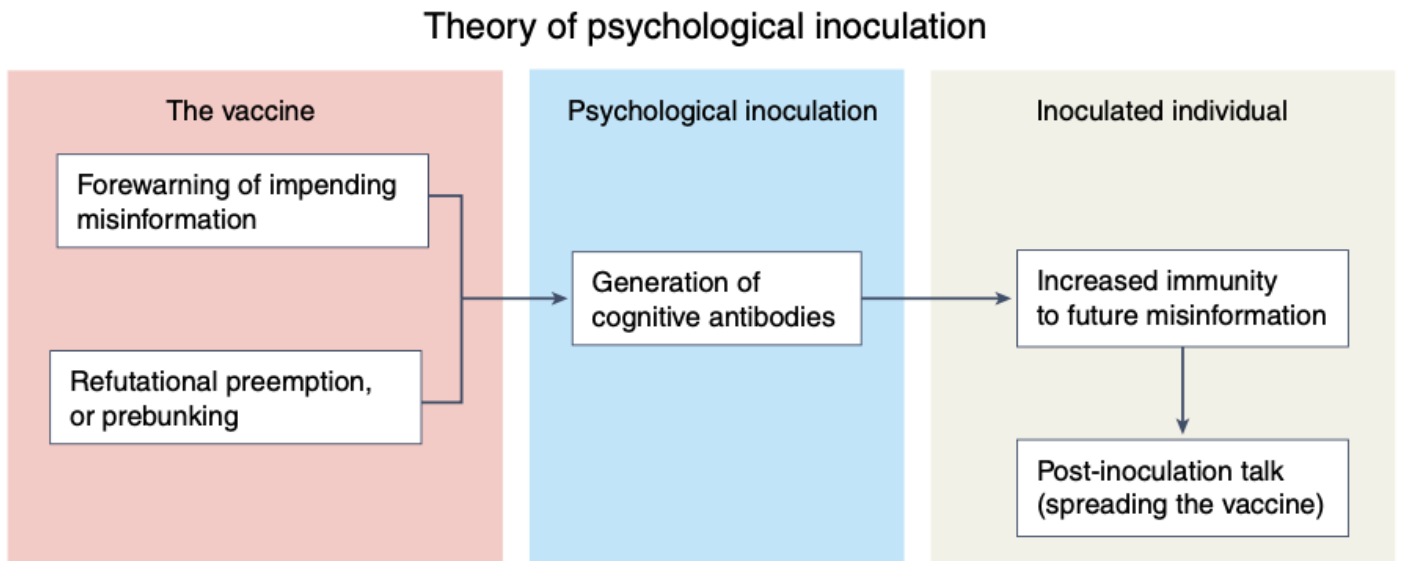 Theory of psychological inoculation
The vaccine
Forewarning of impending
misinformation
Refutational preemption,
or prebunking
Psychological inoculation
Generation of
cognitive antibodies
Inoculated individual
Increased immunity
to future misinformation
Post-inoculation talk
(spreading the vaccine)